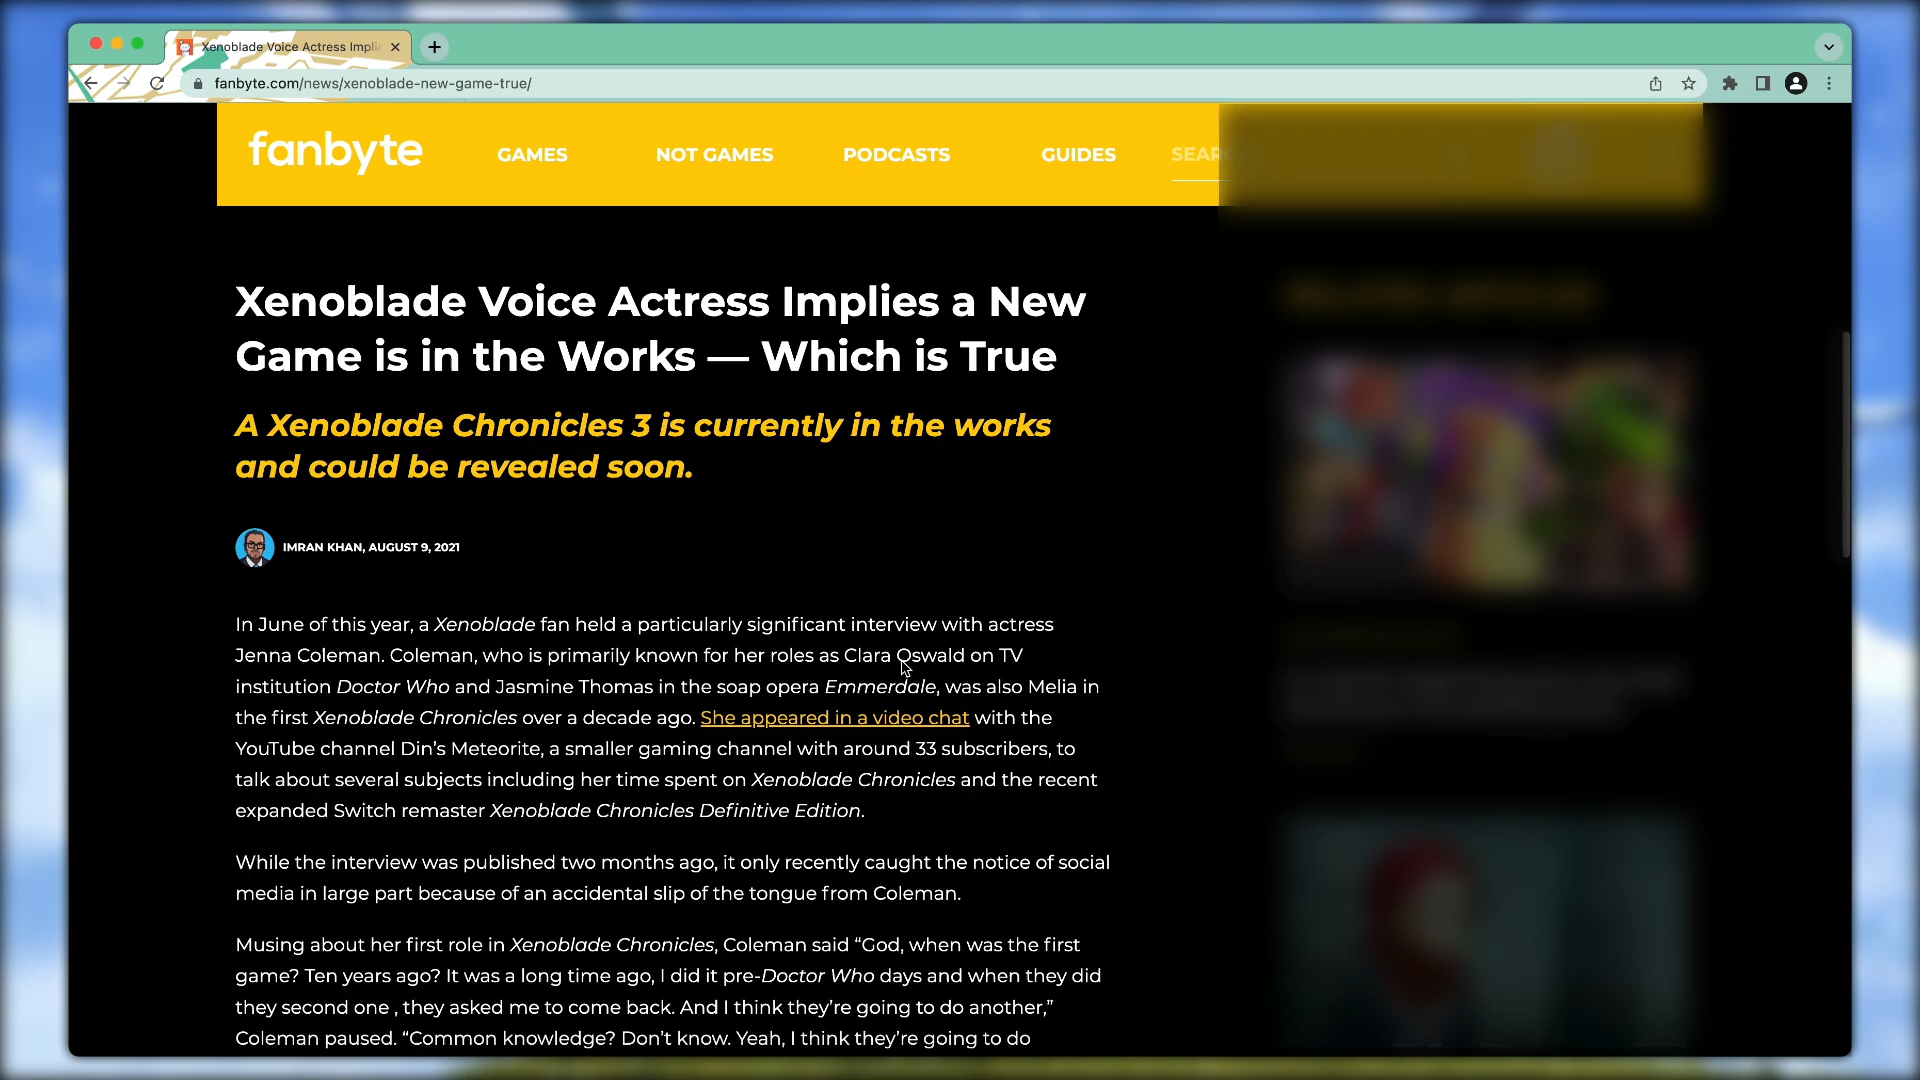 Xenoblade Voice Actress Impli
fanbyte.com/news/xenoblade-new-game-true/
fanbyte GAMES NOT GAMES PODCASTS GUIDES SEARC
Xenoblade Voice Actress Implies a New
Game is in the Works — Which is True
A Xenoblade Chronicles 3 is currently in the works
and could be revealed soon.
IMRAN KHAN, AUGUST 9, 2021
In June of this year, a Xenoblade fan held a particularly significant interview with actress
Jenna Coleman. Coleman, who is primarily known for her roles as Clara Oswald on TV
institution Doctor Who and Jasmine Thomas in the soap opera Emmerdale, was also Melia in
the first Xenoblade Chronicles over a decade ago. She appeared in a video chat with the
YouTube channel Din’s Meteorite, a smaller gaming channel with around 33 subscribers, to
talk about several subjects including her time spent on Xenoblade Chronicles and the recent
expanded Switch remaster Xenoblade Chronicles Definitive Edition.
While the interview was published two months ago, it only recently caught the notice of social
media in large part because of an accidental slip of the tongue from Coleman.
Musing about her first role in Xenoblade Chronicles, Coleman said “God, when was the first
game? Ten years ago? It was a long time ago, I did it pre-Doctor Who days and when they did
they second one , they asked me to come back. And I think they’re going to do another,”
Coleman paused. “Common knowledge? Don’t know. Yeah, I think they’re going to do